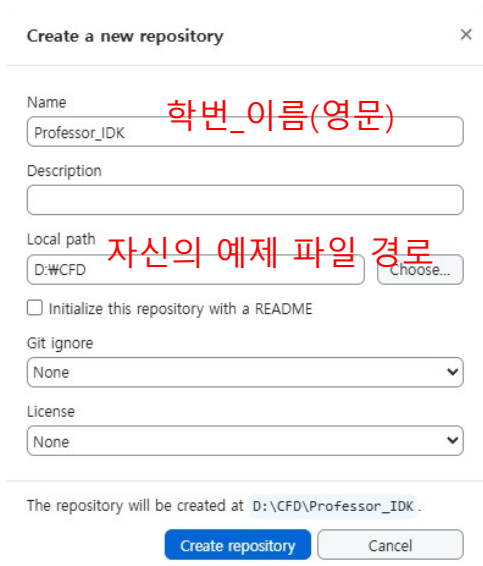 Create a new repository
×
Name
학번_이름(영문)
Professor_IDK
Description
Local path
자신의 예제 파일 경로
D:₩CFD
Choose...
Initialize this repository with a README
Git ignore
None
License
None
The repository will be created at D:\CFD\Professor_IDK.
Create repository Cancel